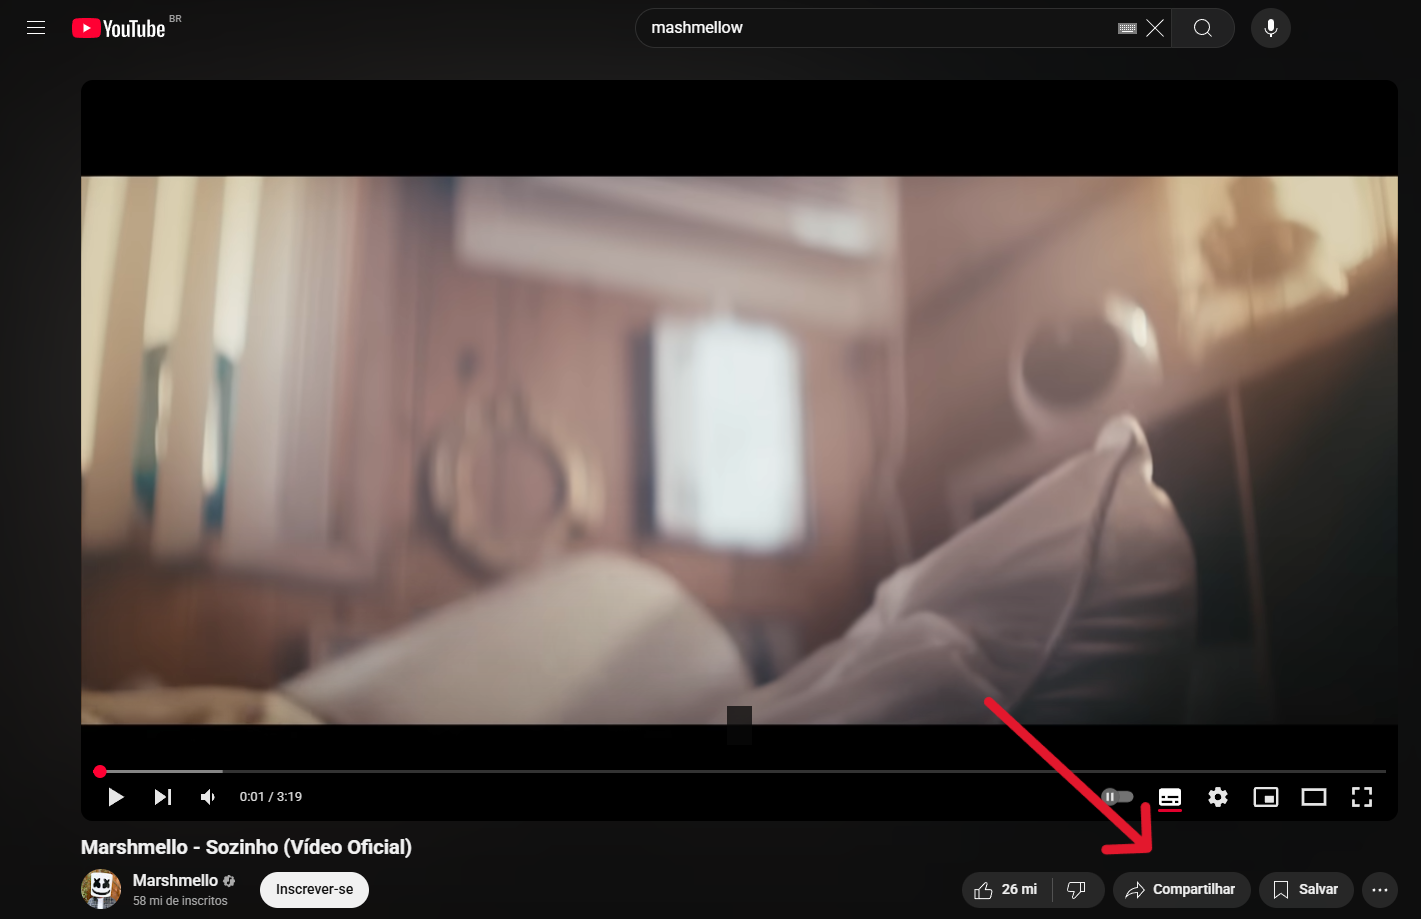 YouTube BR
mashmellow
0:01 / 3:19
Marshmello - Sozinho (Vídeo Oficial)
Marshmello
58 mi de inscritos
Inscrever-se
26 mi
Compartilhar
Salvar